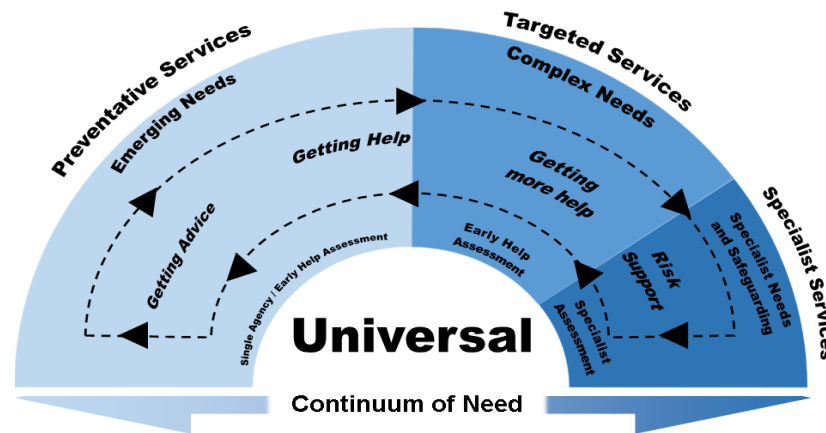 Preventative Services
Emerging Needs
Getting Advice
Getting Help
Single Agency / Early Help Assessment
Targeted Services
Complex Needs
Getting
more help
Early Help
Assessment
Specialist Services
Specialist Needs
and Safeguarding
Risk
Support
Specialist
Assessment
Universal
Continuum of Need